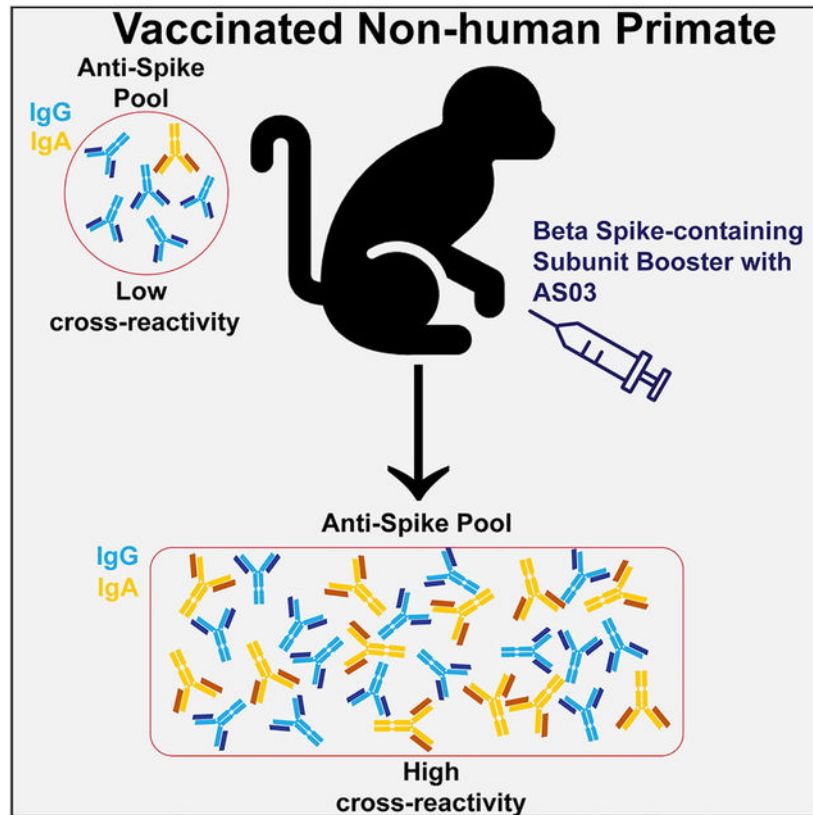 Vaccinated Non-human Primate
Anti-Spike
Pool
IgG
IgA
Low
cross-reactivity
Beta Spike-containing
Subunit Booster with
AS03
Anti-Spike Pool
IgG
IgA
High
cross-reactivity